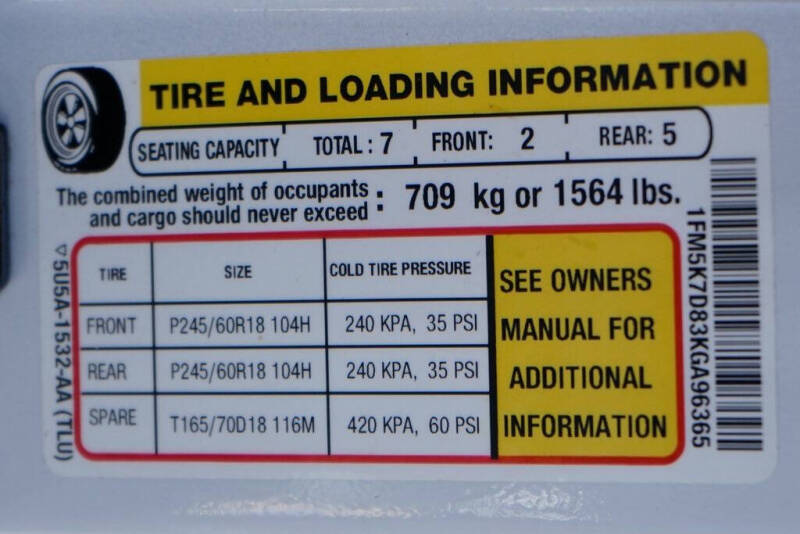 TIRE AND LOADING INFORMATION
SEATING CAPACITY TOTAL : 7 FRONT: 2 REAR: 5
The combined weight of occupants
and cargo should never exceed : 709 kg or 1564 lbs.
TIRE SIZE COLD TIRE PRESSURE
FRONT P245/60R18 104H 240 KPA, 35 PSI
REAR P245/60R18 104H 240 KPA, 35 PSI
SPARE T165/70D18 116M 420 KPA, 60 PSI
SEE OWNERS
MANUAL FOR
ADDITIONAL
INFORMATION
5U5A-1532-AA (TLU)
1FM5K7D83KGA96365